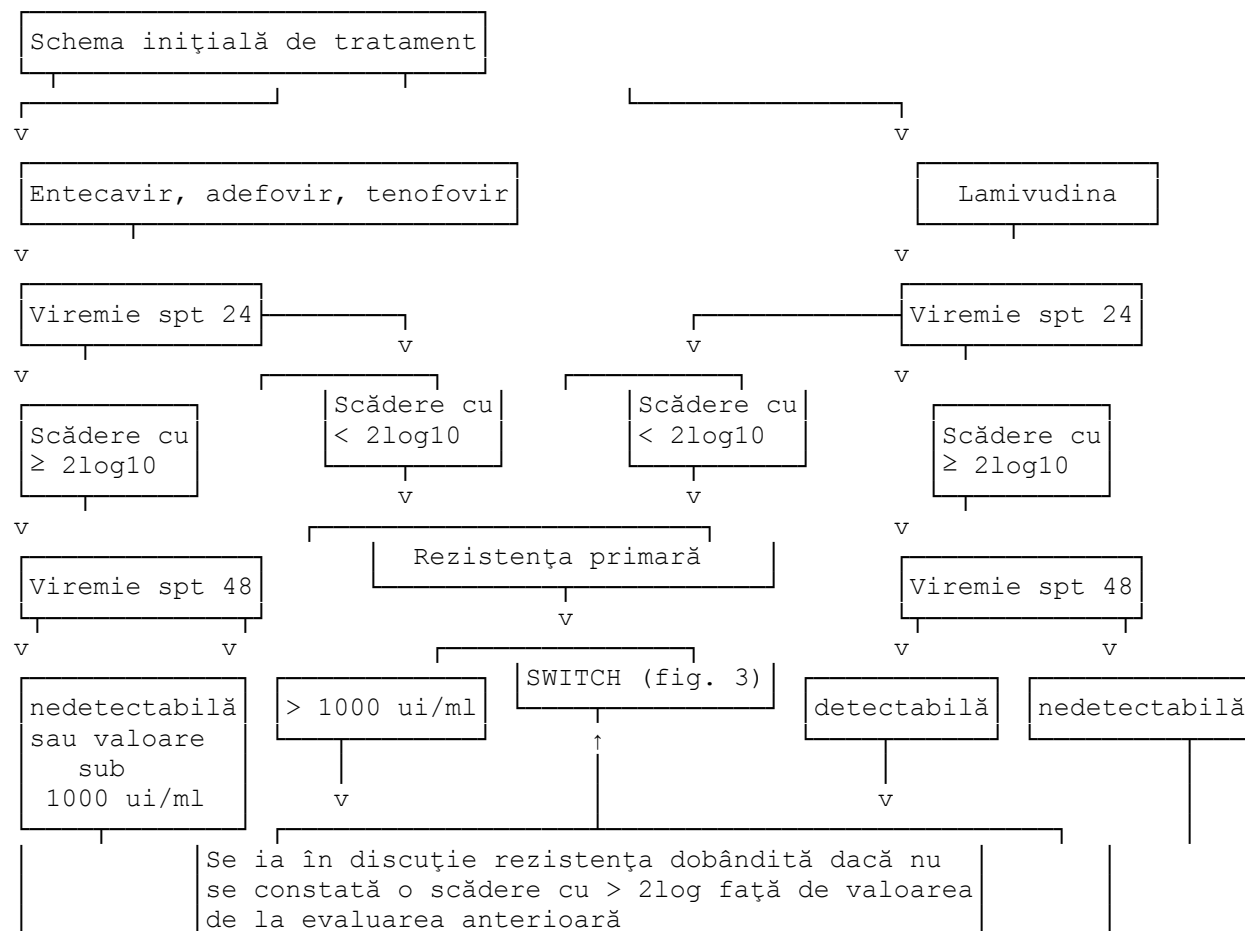 Schema iniţială de tratament
v v
Entecavir, adefovir, tenofovir Lamivudina
v v
Viremie spt 24 Viremie spt 24
v v
v v
Scădere cu Scădere cu
Scădere cu < 2log10 < 2log10 Scădere cu
≥ 2log10 ≥ 2log10
v v
v v
Rezistenţa primară
Viremie spt 48 Viremie spt 48
v
v v v v
SWITCH (fig. 3)
nedetectabilă > 1000 ui/ml detectabilă nedetectabilă
sau valoare
sub
1000 ui/ml v v
Se ia în discuţie rezistenţa dobândită dacă nu
se constată o scădere cu > 2log faţă de valoarea
de la evaluarea anterioară